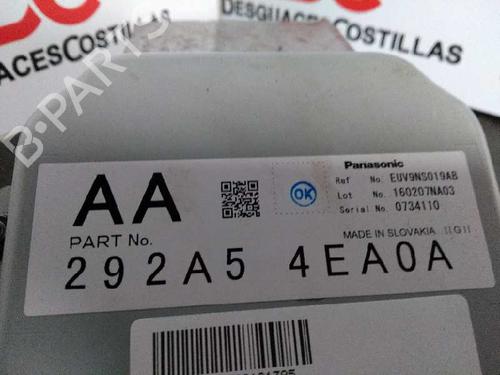 DESGUACESCOSTILLAS
UACESCOSTILLAS
B-PARTS
Panasonic
AA
OK
Ref No. EUV9NS019AB
Lot No. 160207NA03
Serial No. 0734110
PART No.
MADE IN SLOVAKIA
292A5 4EA0A